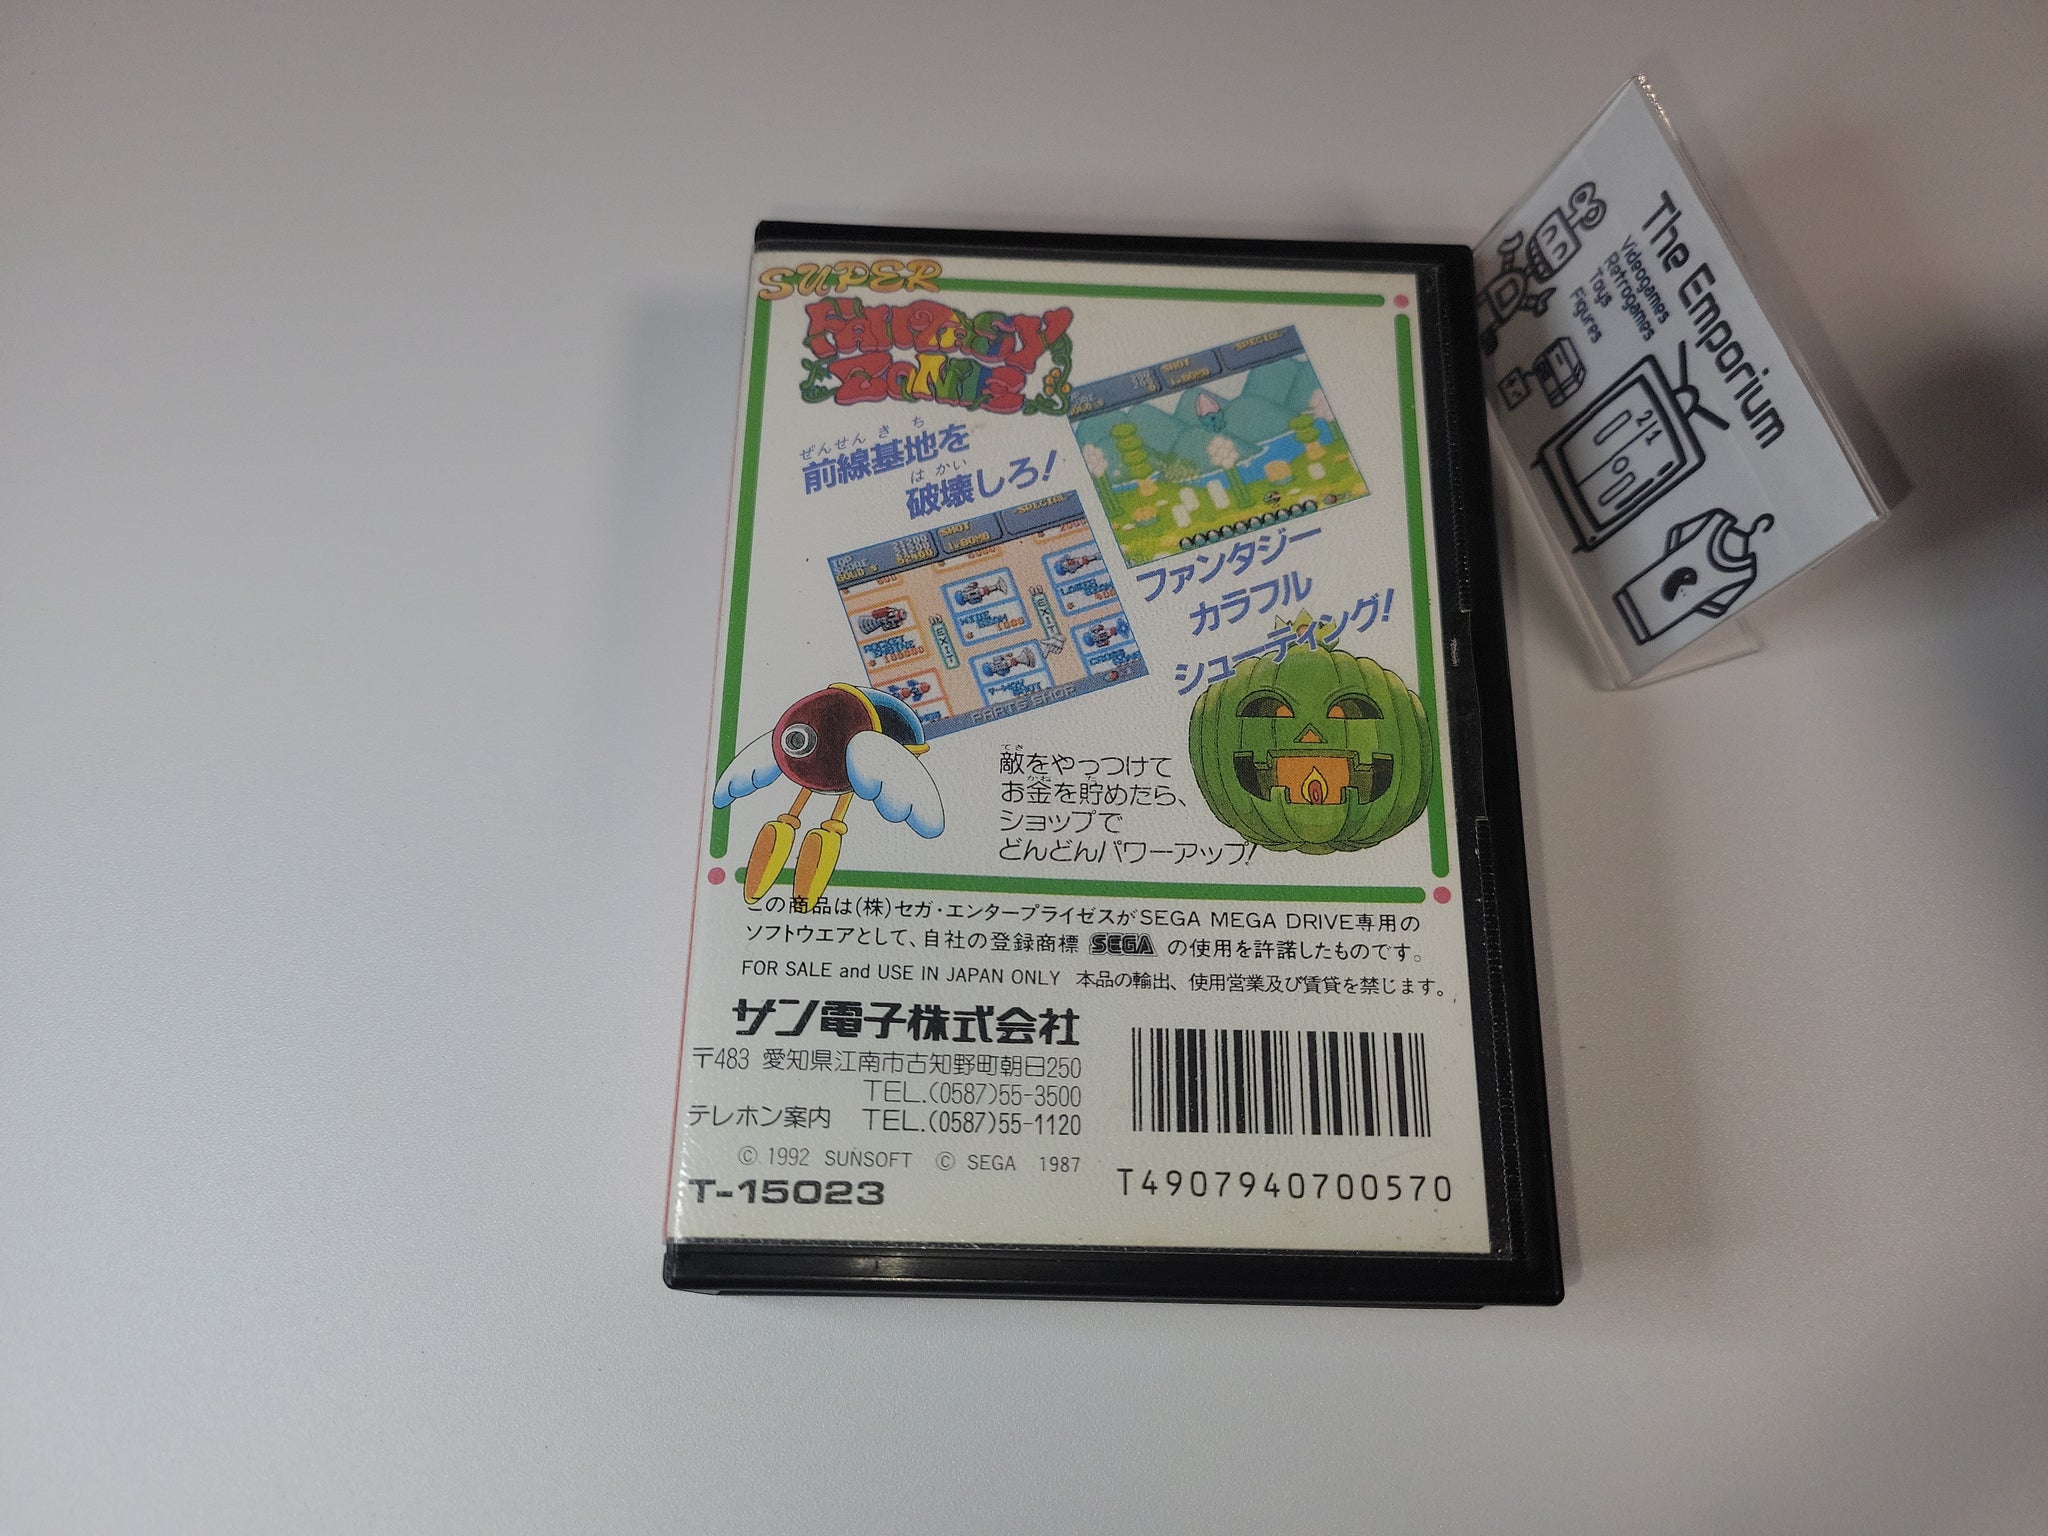 SUPER
FANTASY
ZONE
ぜんせんきち
前線基地を
はかい
破壊しろ!
SHOT
SPECIAL
GOLD $
SHOT
SPECIAL
GOLD $
EXIT
EXIT
PARTS SHOP
ファンタジー
カラフル
シューティング!
てき
敵をやっつけて
かね た
お金を貯めたら、
ショップで
どんどんパワーアップ!
この商品は(株)セガ・エンタープライゼスがSEGA MEGA DRIVE専用の
ソフトウエアとして、自社の登録商標 SEGA の使用を許諾したものです。
FOR SALE and USE IN JAPAN ONLY 本品の輸出、使用営業及び賃貸を禁じます。
サン電子株式会社
〒483 愛知県江南市古知野町朝日250
TEL.(0587)55-3500
テレホン案内 TEL.(0587)55-1120
© 1992 SUNSOFT © SEGA 1987
T-15023
T4907940700570
The Emporium
Videogames
Retrogames
Toys
Figures
21